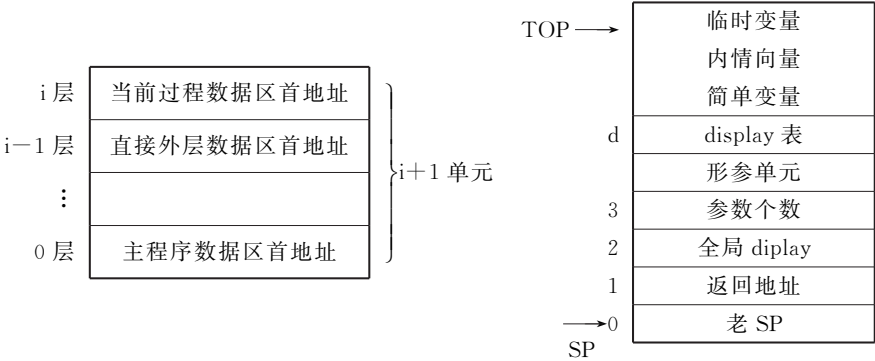 i 层 当前过程数据区首地址
i－1 层 直接外层数据区首地址
⋮
0 层 主程序数据区首地址
i＋1 单元
TOP 临时变量
内情向量
简单变量
d display 表
形参单元
3 参数个数
2 全局 diplay
1 返回地址
0 老 SP
SP